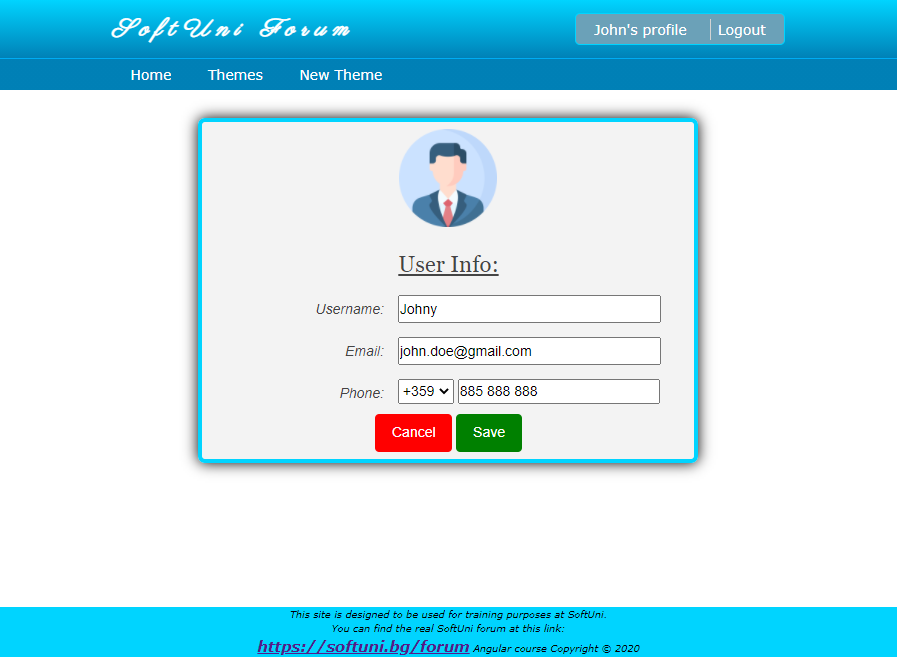 SoftUni Forum
John's profile Logout
Home Themes New Theme
User Info:
Username: Johny
Email: john.doe@gmail.com
Phone: +359 885 888 888
Cancel Save
This site is designed to be used for training purposes at SoftUni.
You can find the real SoftUni forum at this link:
https://softuni.bg/forum Angular course Copyright © 2020